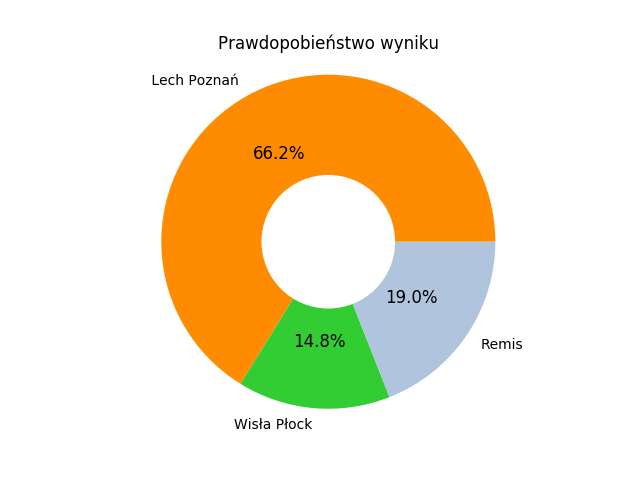 Prawdopobieństwo wyniku
Lech Poznań
66.2%
19.0%
14.8%
Remis
Wisła Płock